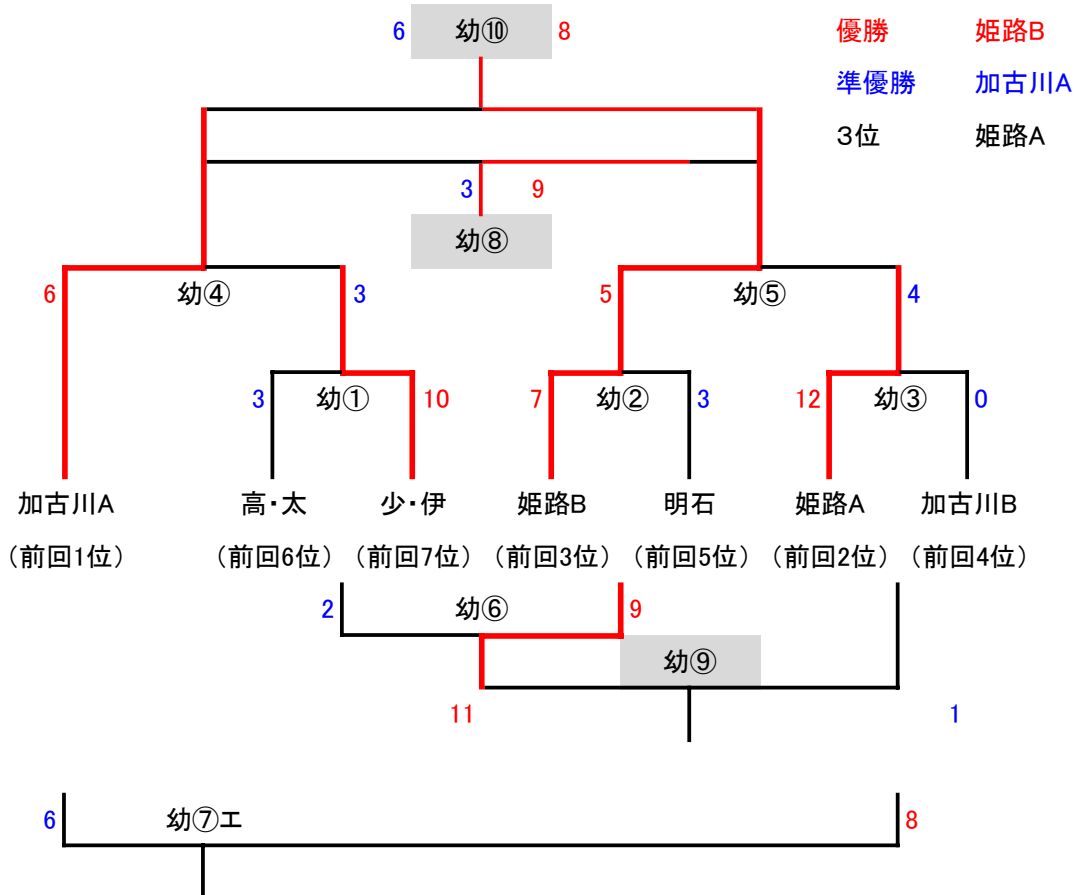 6 幼⑩ 8 優勝 姫路B
準優勝 加古川A
3位 姫路A
3 9
幼⑧
6 幼④ 3 5 幼⑤ 4
3 幼① 10 7 幼② 3 12 幼③ 0
加古川A 高・太 少・伊 姫路B 明石 姫路A 加古川B
（前回1位） （前回6位） （前回7位） （前回3位） （前回5位） （前回2位） （前回4位）
2 幼⑥ 9
幼⑨
11 1
6 幼⑦エ 8